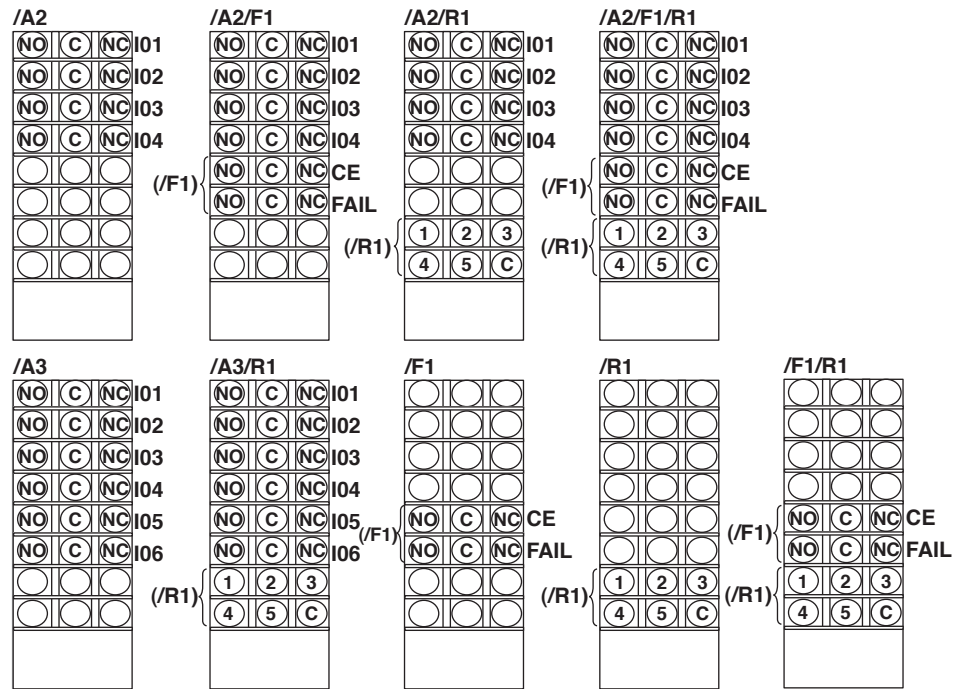 /A2 /A2/F1 /A2/R1 /A2/F1/R1
NO C NC I01 NO C NC I01 NO C NC I01 NO C NC I01
NO C NC I02 NO C NC I02 NO C NC I02 NO C NC I02
NO C NC I03 NO C NC I03 NO C NC I03 NO C NC I03
NO C NC I04 NO C NC I04 NO C NC I04 NO C NC I04
(/F1) NO C NC CE (/F1) NO C NC CE
NO C NC FAIL NO C NC FAIL
(/R1) 1 2 3 (/R1) 1 2 3
4 5 C 4 5 C
/A3 /A3/R1 /F1 /R1 /F1/R1
NO C NC I01 NO C NC I01
NO C NC I02 NO C NC I02
NO C NC I03 NO C NC I03
NO C NC I04 NO C NC I04
NO C NC I05 NO C NC I05 (/F1) NO C NC CE (/F1) NO C NC CE
NO C NC I06 NO C NC I06 NO C NC FAIL NO C NC FAIL
(/R1) 1 2 3 (/R1) 1 2 3 (/R1) 1 2 3
4 5 C 4 5 C 4 5 C